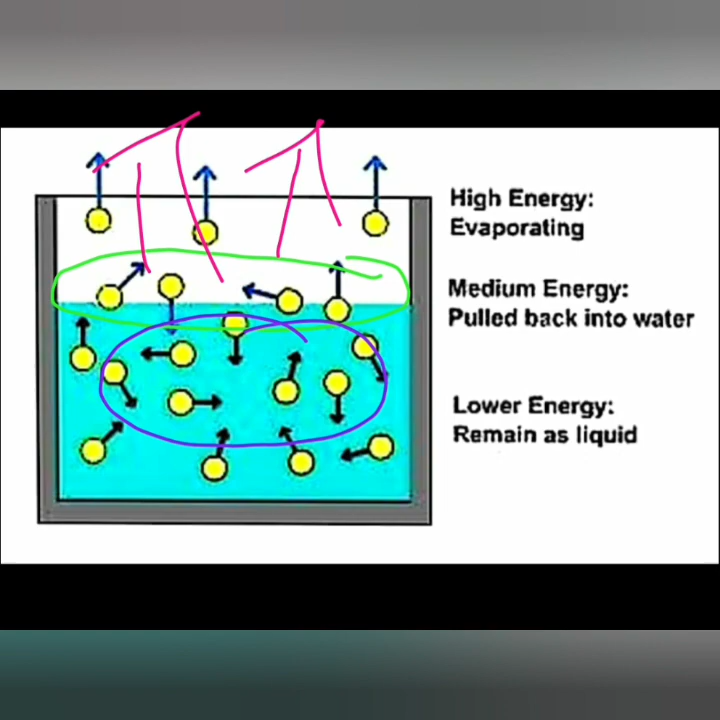 High Energy:
Evaporating
Medium Energy:
Pulled back into water
Lower Energy:
Remain as liquid